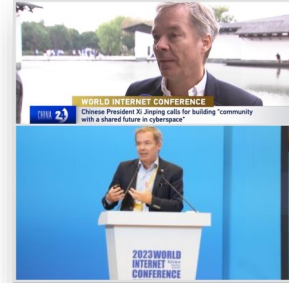 WORLD INTERNET CONFERENCE
CHINA 24
Chinese President Xi Jinping calls for building "community
with a shared future in cyberspace"
2023 WORLD
INTERNET
CONFERENCE